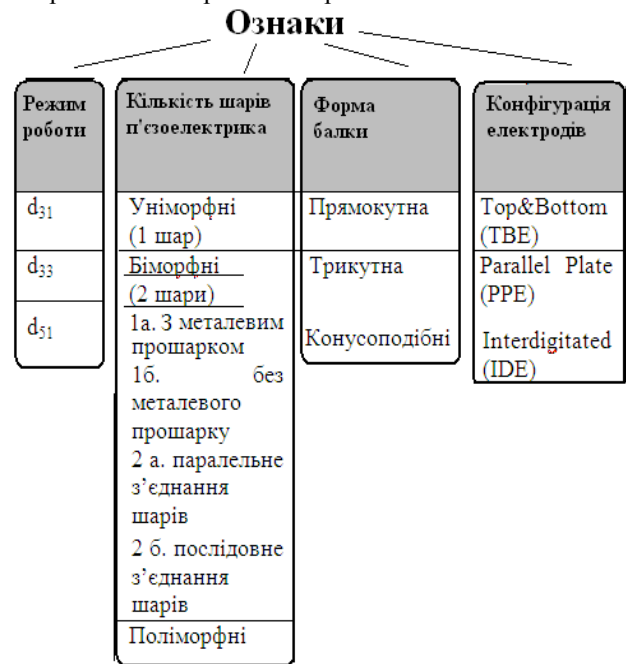 Ознаки
Режим
роботи
d31
d33
d51
Кількість шарів
п'єзоелектрика
Уніморфні
(1 шар)
Біморфні
(2 шари)
1а. З металевим
прошарком
1б. без
металевого
прошарку
2 а. паралельне
з’єднання
шарів
2 б. послідовне
з’єднання
шарів
Поліморфні
Форма
балки
Прямокутна
Трикутна
Конусоподібні
Конфігурація
електродів
Top&Bottom
(TBE)
Parallel Plate
(PPE)
Interdigitated
(IDE)